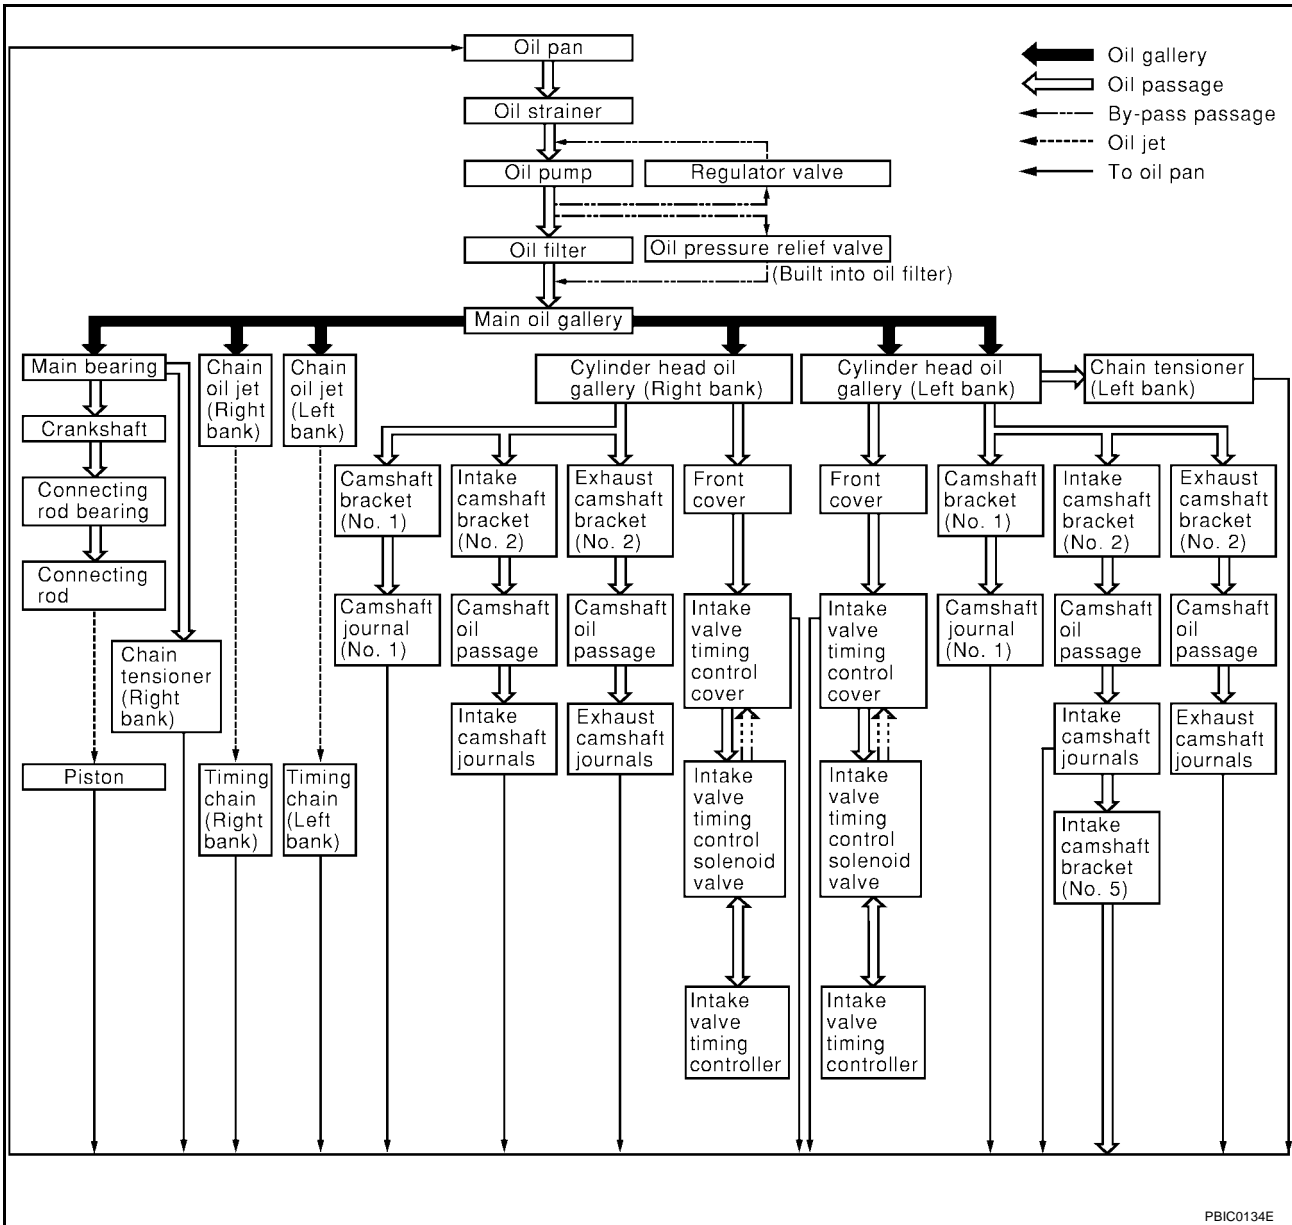 Oil pan
Oil strainer
Oil pump
Regulator valve
Oil filter
Oil pressure relief valve
(Built into oil filter)
Main oil gallery
Oil gallery
Oil passage
By-pass passage
Oil jet
To oil pan
Main bearing
Crankshaft
Connecting
rod bearing
Connecting
rod
Piston
Chain
tensioner
(Right
bank)
Chain
oil jet
(Right
bank)
Timing
chain
(Right
bank)
Chain
oil jet
(Left
bank)
Timing
chain
(Left
bank)
Cylinder head oil
gallery (Right bank)
Camshaft
bracket
(No. 1)
Camshaft
journal
(No. 1)
Intake
camshaft
bracket
(No. 2)
Camshaft
oil
passage
Intake
camshaft
journals
Exhaust
camshaft
bracket
(No. 2)
Camshaft
oil
passage
Exhaust
camshaft
journals
Front
cover
Intake
valve
timing
control
cover
Intake
valve
timing
control
solenoid
valve
Intake
valve
timing
controller
Cylinder head oil
gallery (Left bank)
Chain tensioner
(Left bank)
Front
cover
Intake
valve
timing
control
cover
Intake
valve
timing
control
solenoid
valve
Intake
valve
timing
controller
Camshaft
bracket
(No. 1)
Camshaft
journal
(No. 1)
Intake
camshaft
bracket
(No. 2)
Camshaft
oil
passage
Intake
camshaft
journals
Intake
camshaft
bracket
(No. 5)
Exhaust
camshaft
bracket
(No. 2)
Camshaft
oil
passage
Exhaust
camshaft
journals
PBIC0134E